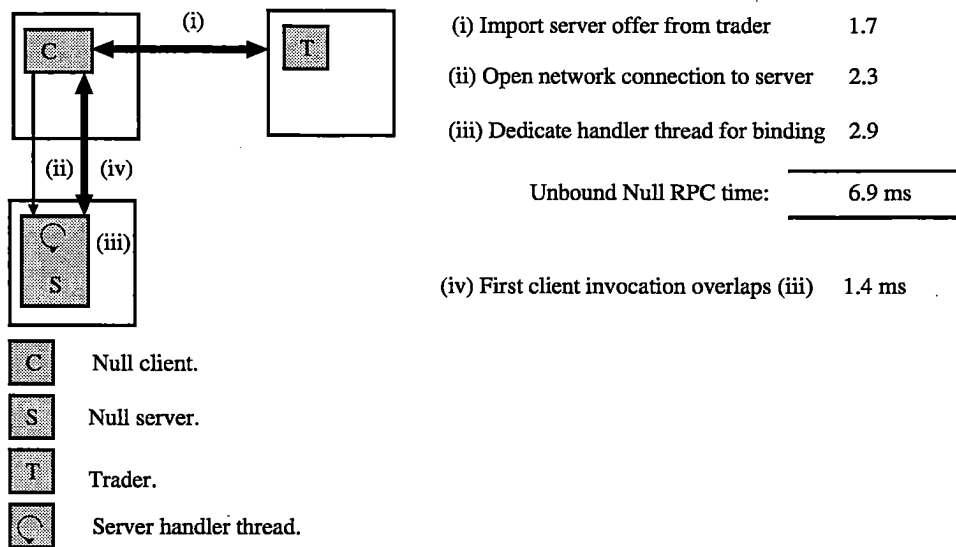 (i)
C
T
(ii)
(iv)
(iii)
S
(i) Import server offer from trader 1.7
(ii) Open network connection to server 2.3
(iii) Dedicate handler thread for binding 2.9
Unbound Null RPC time: 6.9 ms
(iv) First client invocation overlaps (iii) 1.4 ms
C Null client.
S Null server.
T Trader.
Server handler thread.